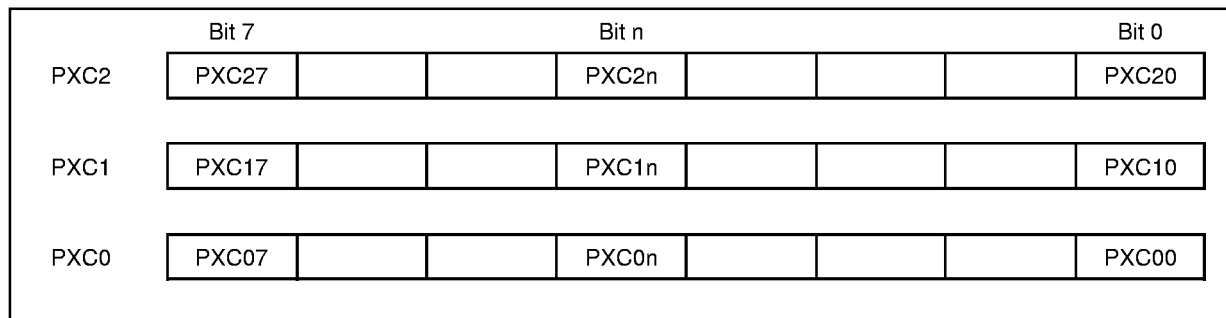 Bit 7 Bit n Bit 0
PXC2 PXC27 PXC2n PXC20
PXC1 PXC17 PXC1n PXC10
PXC0 PXC07 PXC0n PXC00